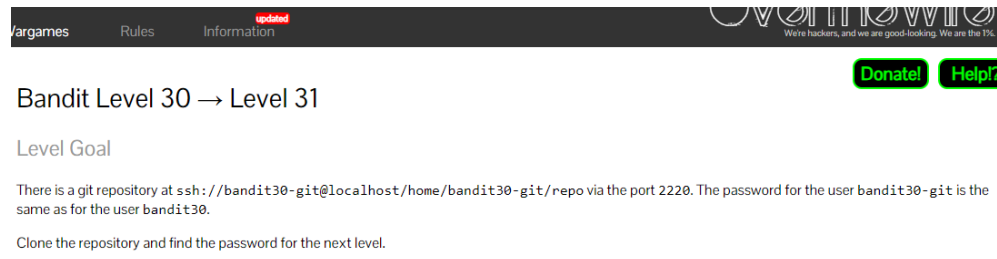 updated
Rules
Information
We're hackers, and we are good-looking. We are the 1%.
Donate!
Bandit Level 30 → Level 31
Level Goal
There is a git repository at ssh://bandit30-git@localhost/home/bandit30-git/repo via the port 2220. The password for the user bandit30-git is the
same as for the user bandit30.
Clone the repository and find the password for the next level.